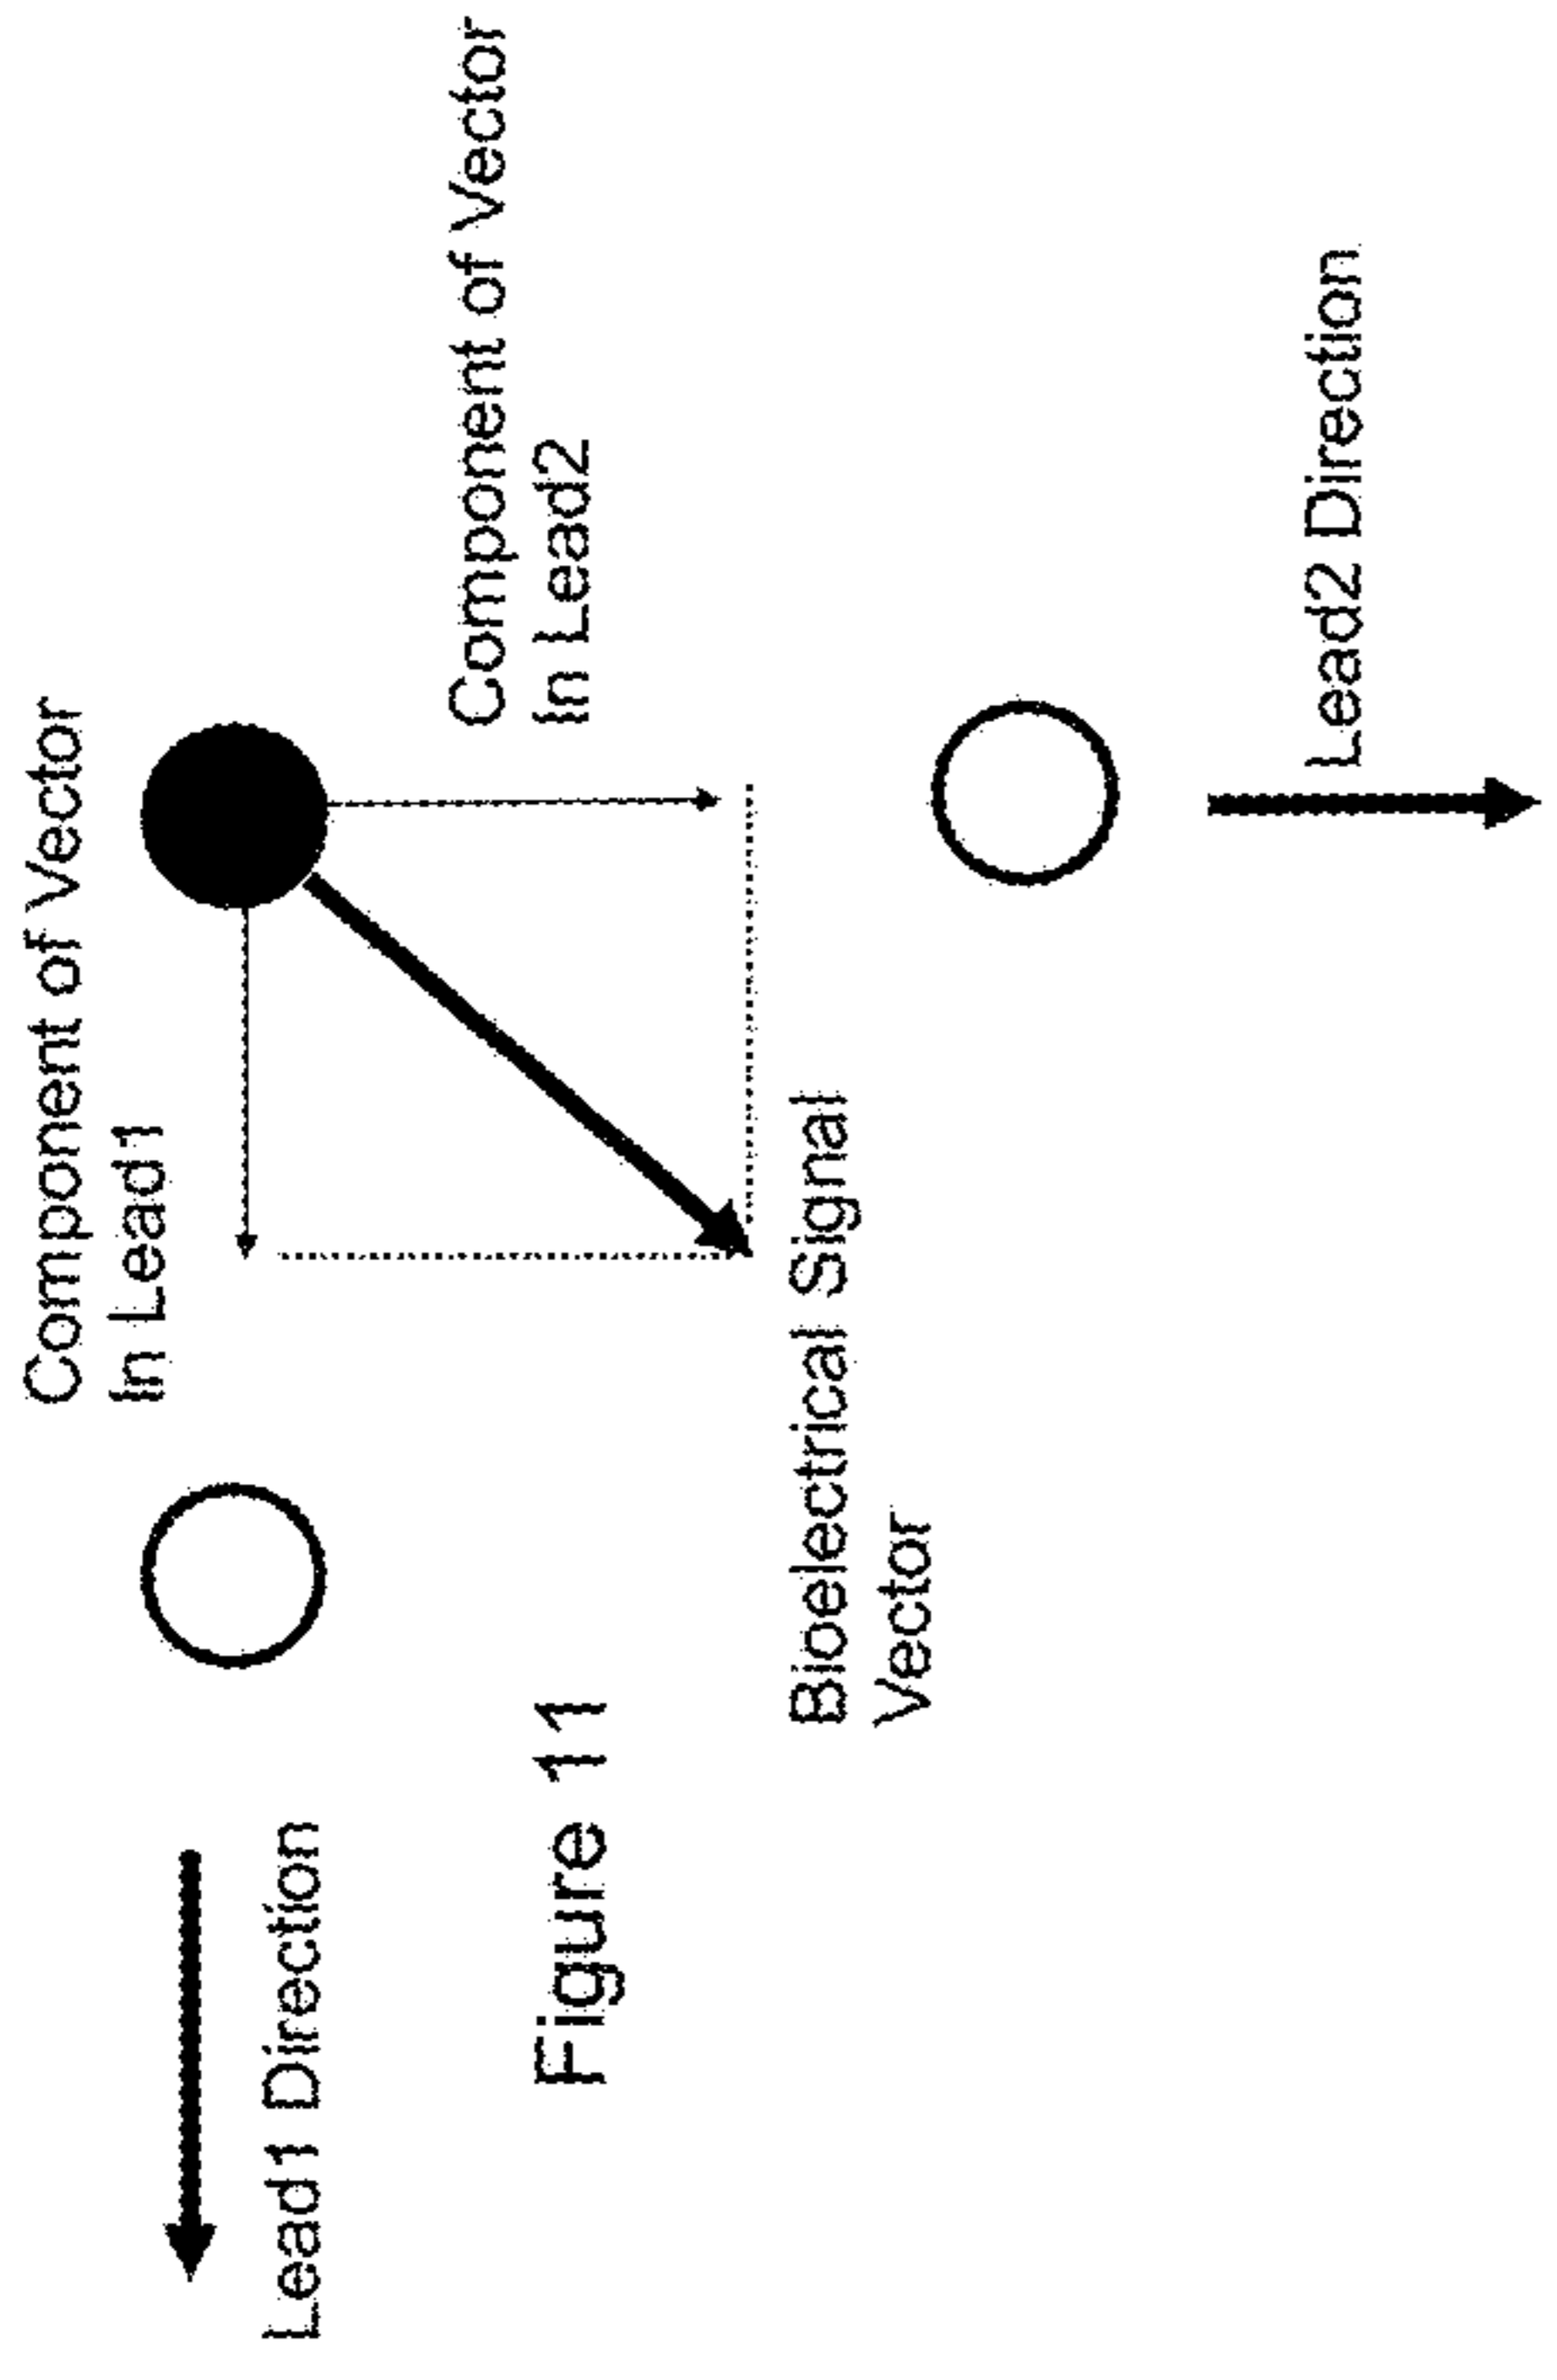 Component of Vector
In Lead1
Lead1 Direction
Component of Vector
In Lead2
Figure 11
Bioelectrical Signal
Vector
Lead2 Direction